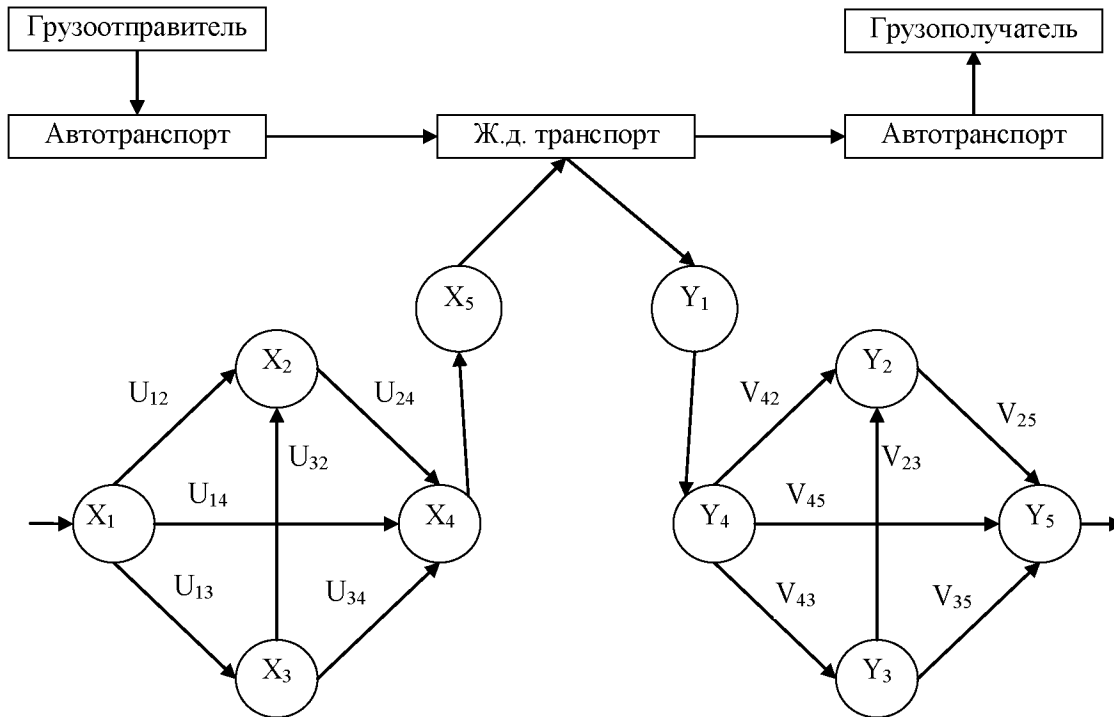 Грузоотправитель
Грузополучатель
Автотранспорт
Ж.д. транспорт
Автотранспорт
X5
Y1
X2
Y2
U12
U24
V42
V25
U32
V23
U14
V45
X1
X4
Y4
Y5
U13
U34
V43
V35
X3
Y3